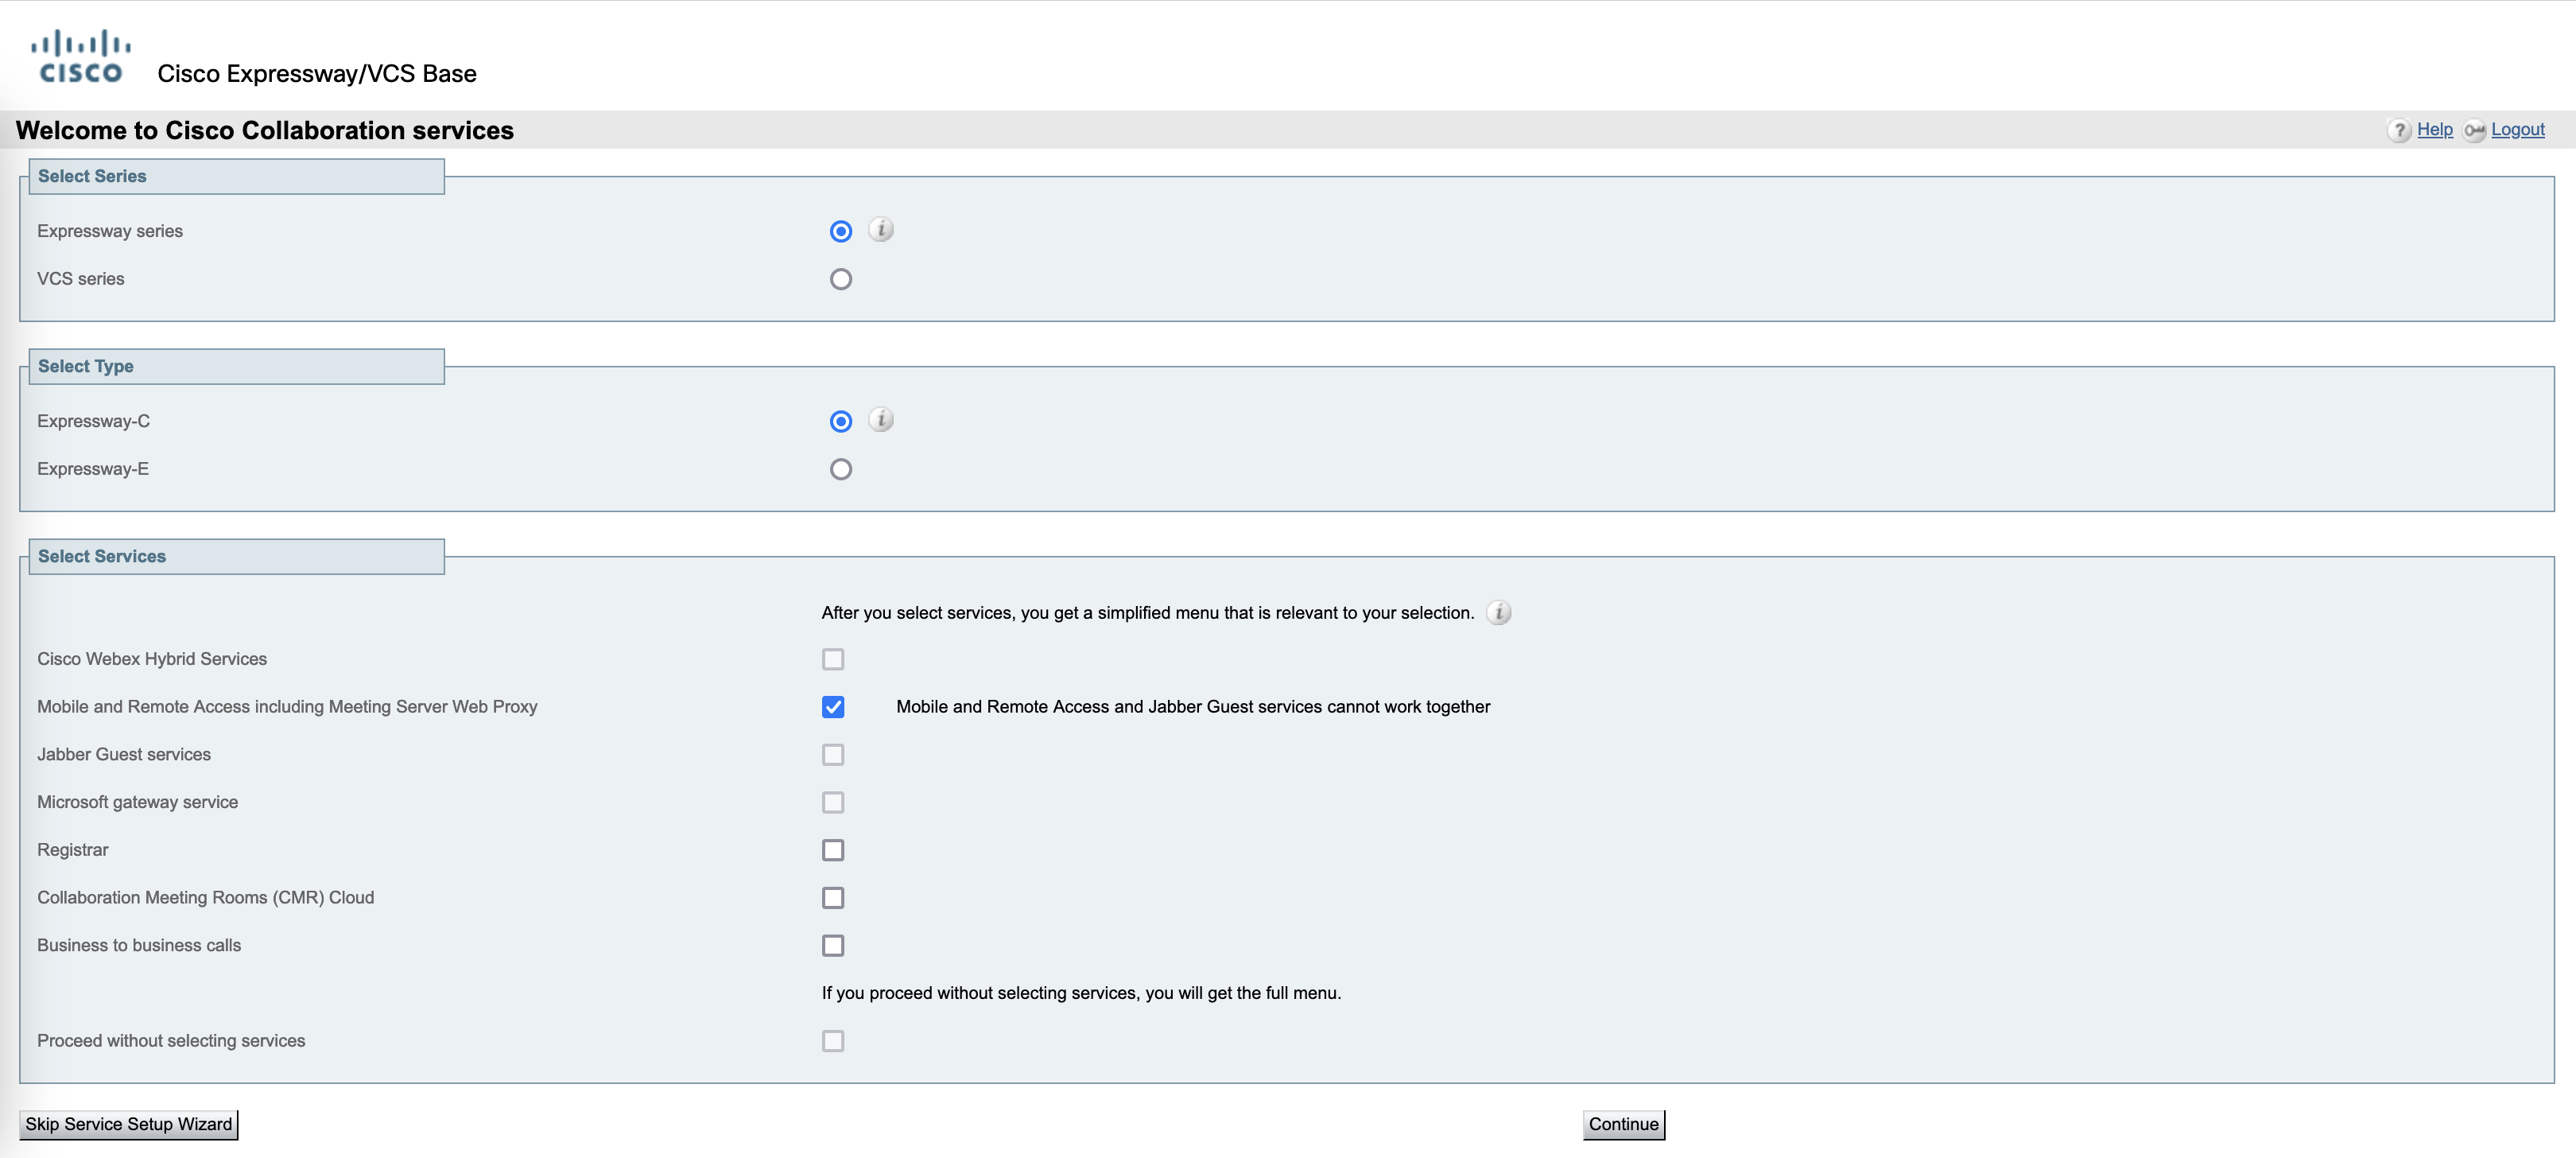 CISCO
Cisco Expressway/VCS Base
Welcome to Cisco Collaboration services
? Help Logout
Select Series
Expressway series i
VCS series
Select Type
Expressway-C i
Expressway-E
Select Services
After you select services, you get a simplified menu that is relevant to your selection. i
Cisco Webex Hybrid Services
Mobile and Remote Access including Meeting Server Web Proxy Mobile and Remote Access and Jabber Guest services cannot work together
Jabber Guest services
Microsoft gateway service
Registrar
Collaboration Meeting Rooms (CMR) Cloud
Business to business calls
If you proceed without selecting services, you will get the full menu.
Proceed without selecting services
Skip Service Setup Wizard Continue